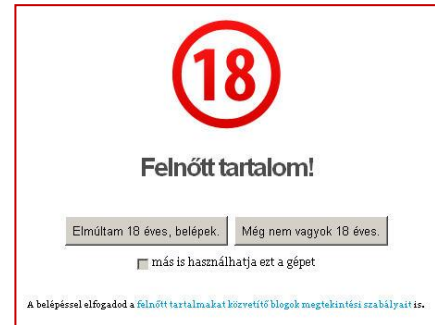 18
Felnőtt tartalom!
Elmúltam 18 éves, belépek. Még nem vagyok 18 éves.
más is használhatja ezt a gépet
A belépéssel elfogadod a felnőtt tartalmakat közvetítő blogok megtekintési szabályait is.